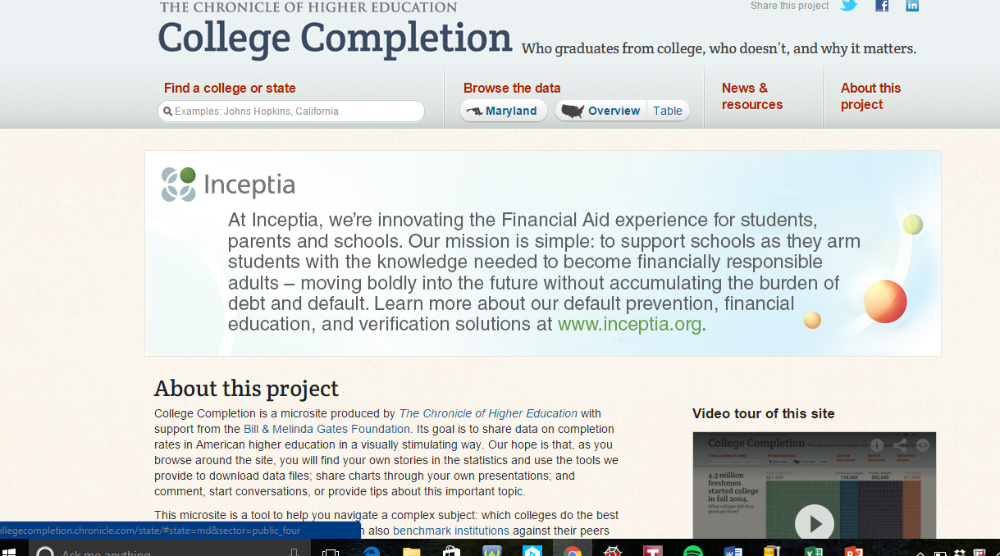 THE CHRONICLE OF HIGHER EDUCATION
Share this project
College Completion
Who graduates from college, who doesn't, and why it matters.
Find a college or state
Browse the data
News &
resources
About this
project
Examples: Johns Hopkins, California
Maryland
Overview
Table
Inceptia
At Inceptia, we're innovating the Financial Aid experience for students,
parents and schools. Our mission is simple: to support schools as they arm
students with the knowledge needed to become financially responsible
adults – moving boldly into the future without accumulating the burden of
debt and default. Learn more about our default prevention, financial
education, and verification solutions at www.inceptia.org.
About this project
College Completion is a microsite produced by The Chronicle of Higher Education with
support from the Bill & Melinda Gates Foundation. Its goal is to share data on completion
rates in American higher education in a visually stimulating way. Our hope is that, as you
browse around the site, you will find your own stories in the statistics and use the tools we
provide to download data files; share charts through your own presentations; and
comment, start conversations, or provide tips about this important topic.
This microsite is a tool to help you navigate a complex subject: which colleges do the best
also benchmark institutions against their peers
Video tour of this site
College Completion
4.3 million
freshmen
started college
in fall 2004.
What colleges did they
graduate from?
ollegecompletion.chronicle.com/state/#state=md&sector=public_four
Ask me anything